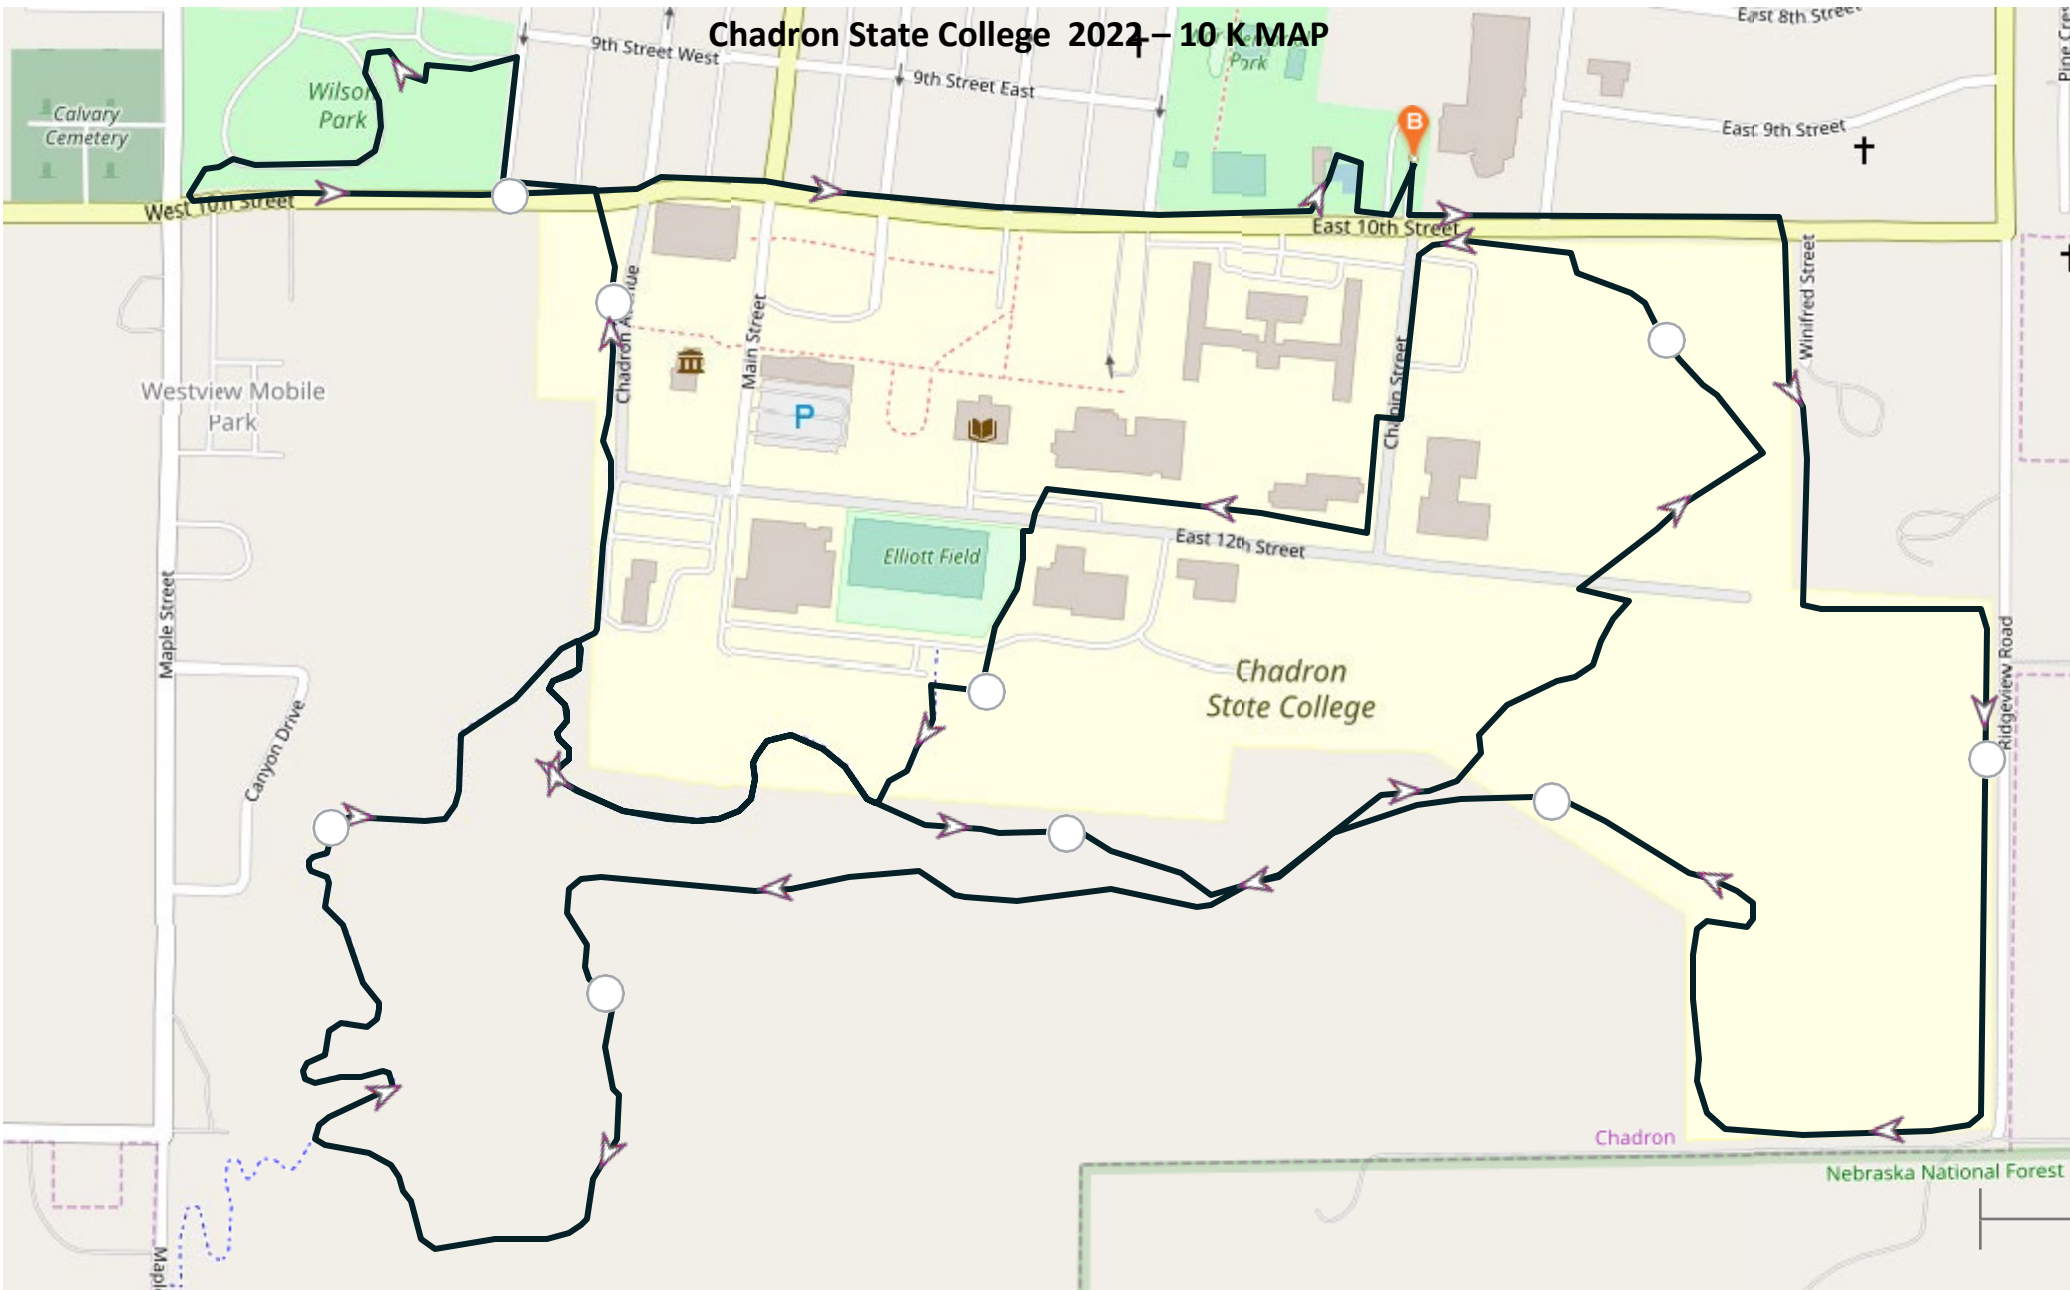 Chadron State College 2022 – 10 K MAP
East 8th Street
9th Street West
Park
9th Street East
Wilson
Park
Calvary
Cemetery
B
East 9th Street
West 10th Street
East 10th Street
Winifred Street
Chadron Avenue
Main Street
Chapin Street
Westview Mobile
Park
P
East 12th Street
Elliott Field
Maple Street
Chadron
State College
Ridgeview Road
Canyon Drive
Chadron
Nebraska National Forest
Maple